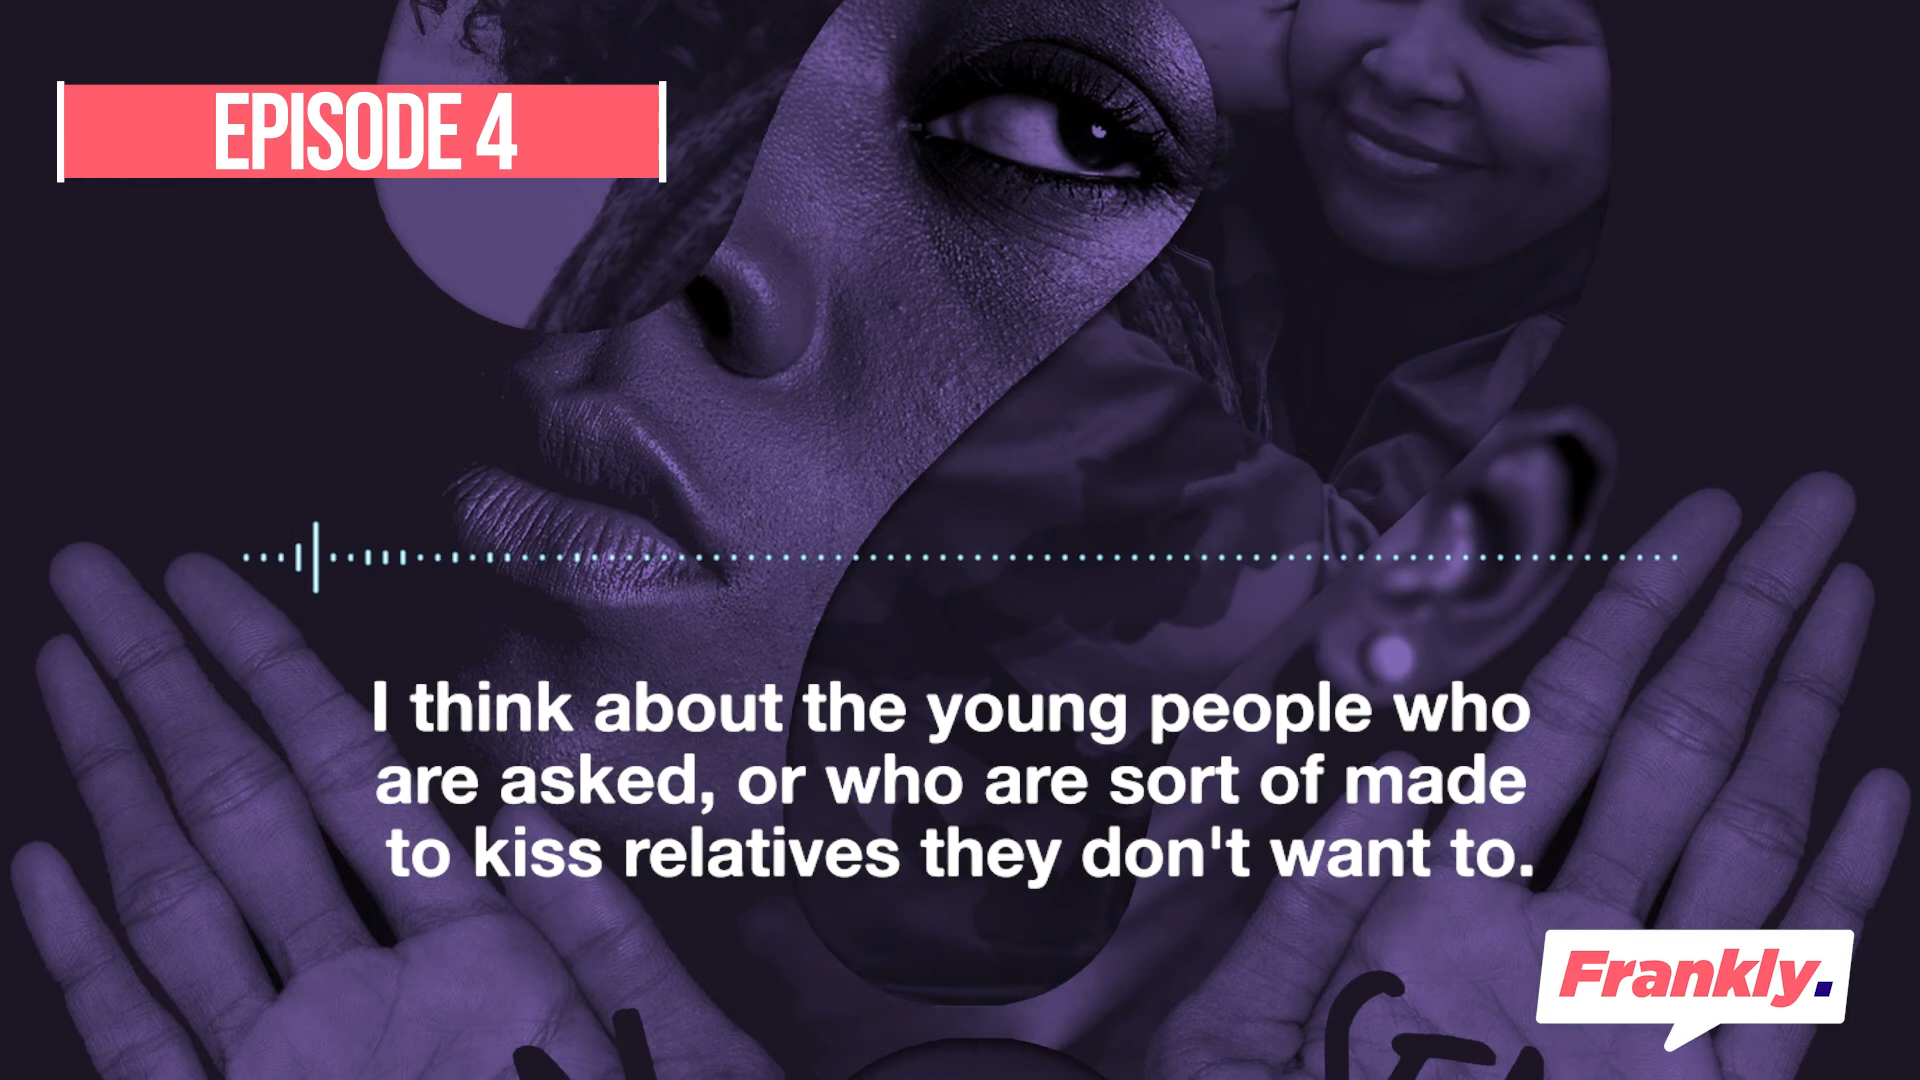 EPISODE 4
I think about the young people who
are asked, or who are sort of made
to kiss relatives they don't want to.
Frankly.